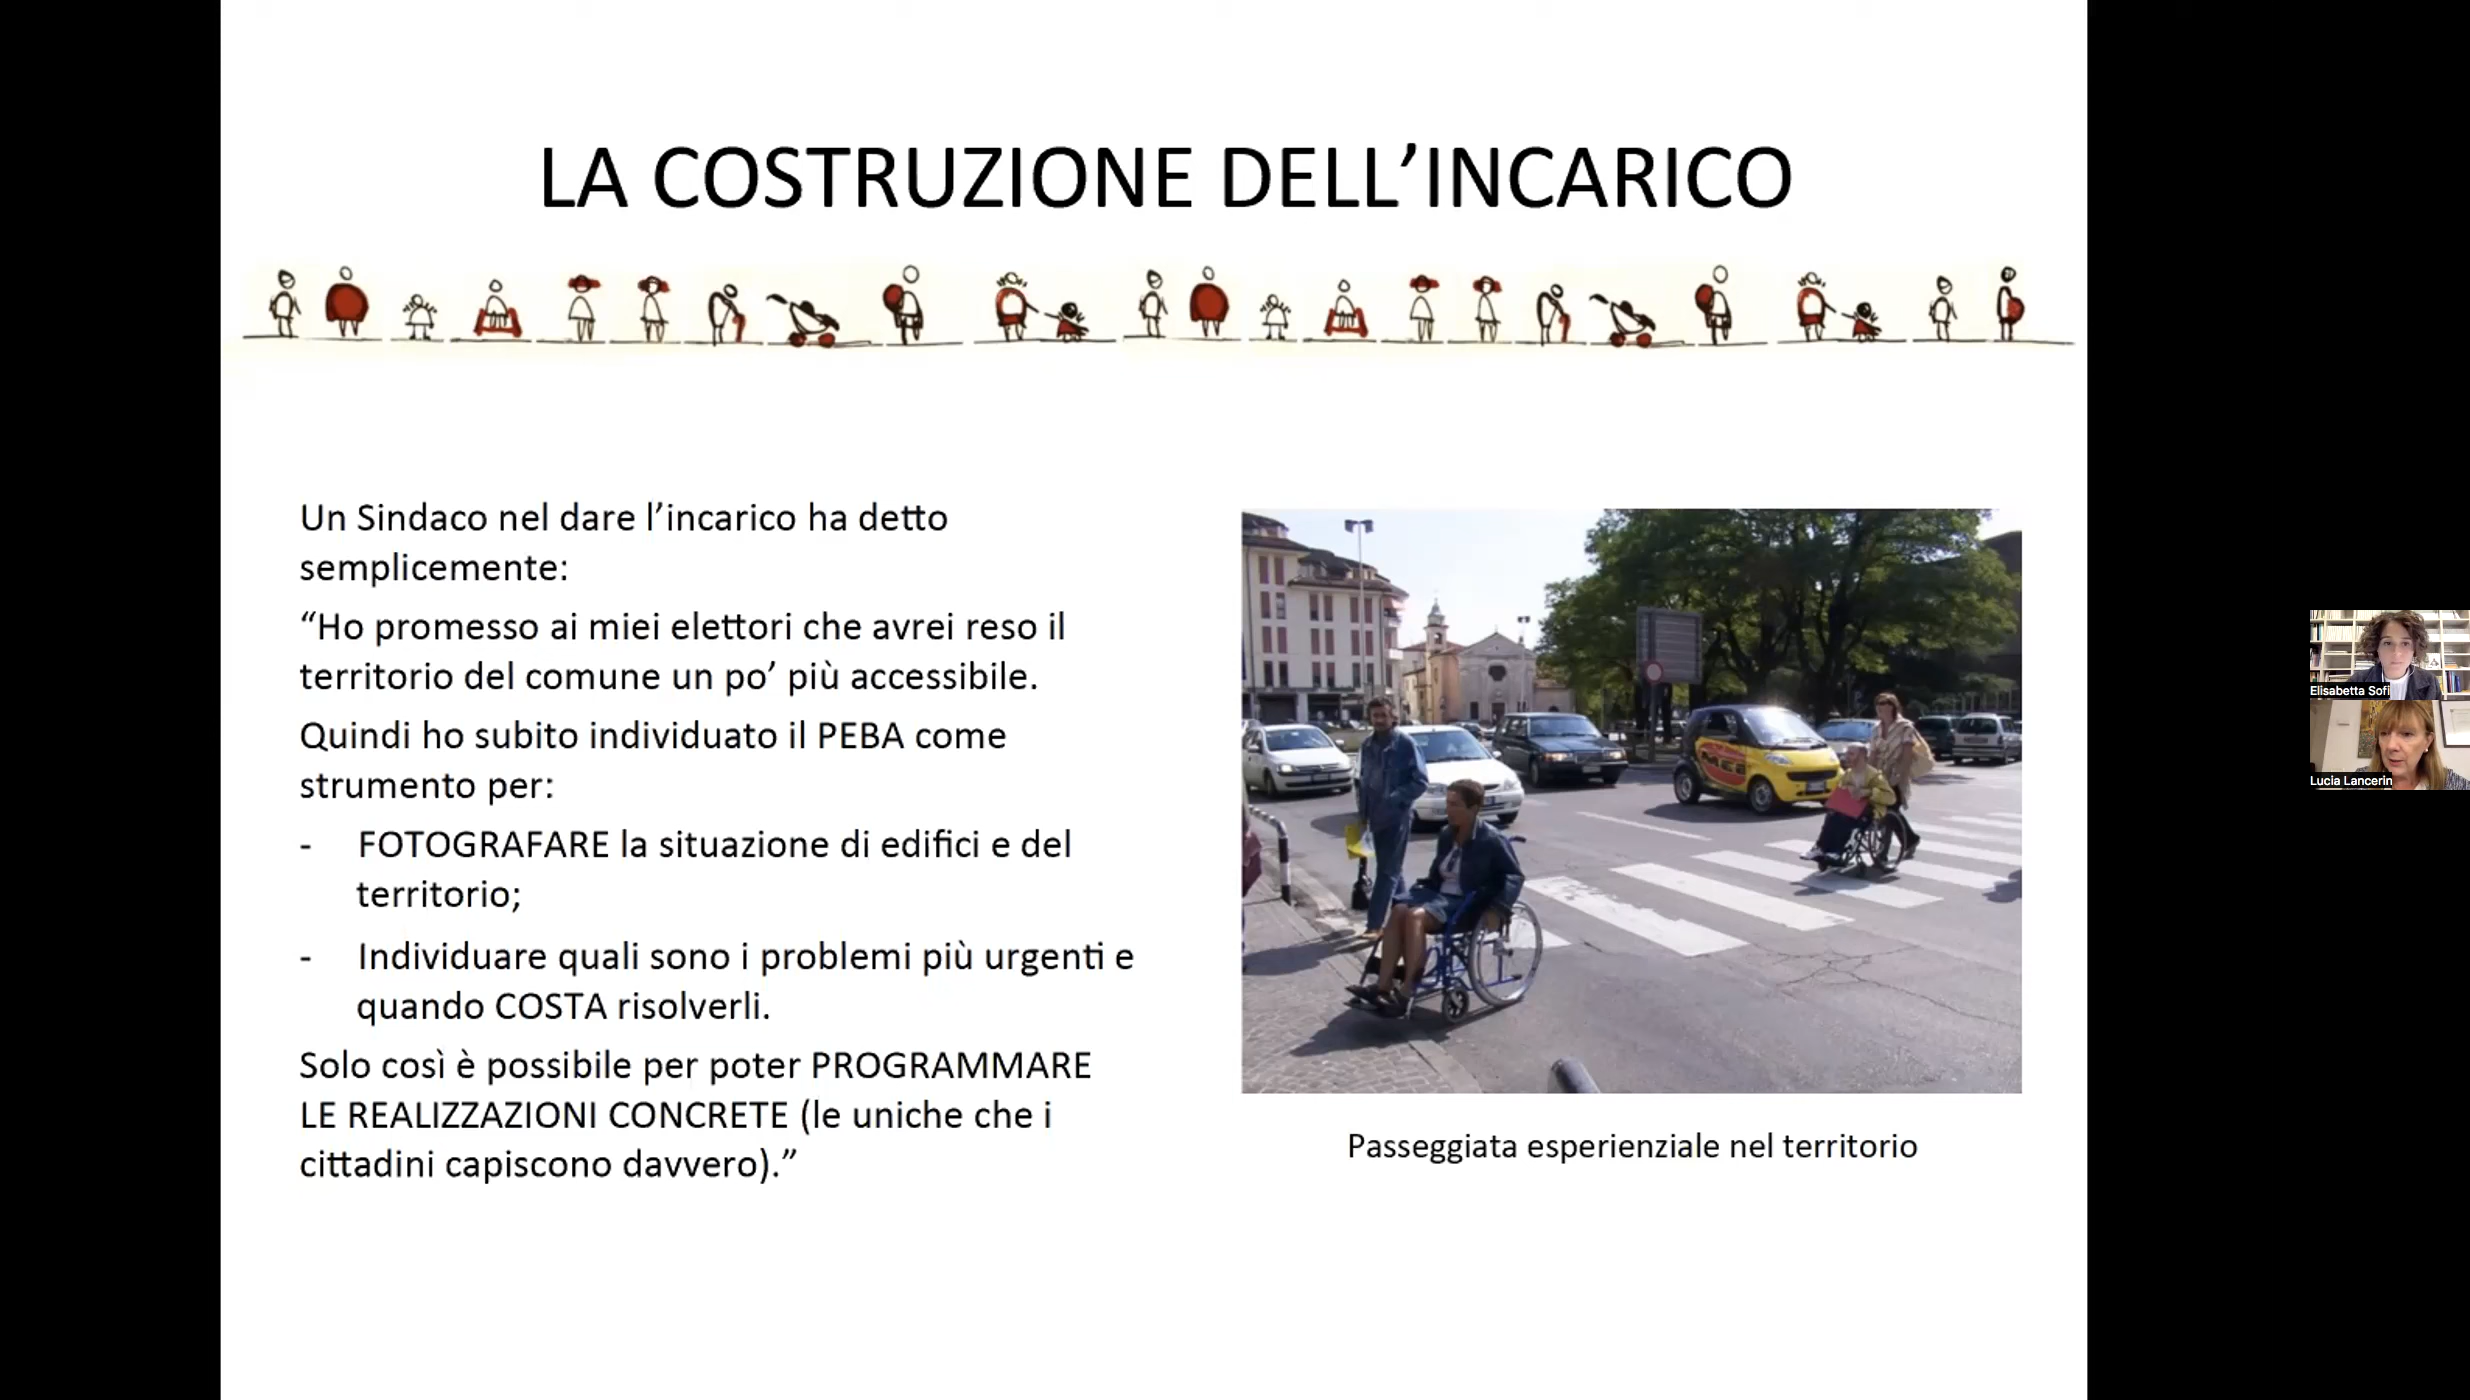 LA COSTRUZIONE DELL’INCARICO
Un Sindaco nel dare l’incarico ha detto
semplicemente:
“Ho promesso ai miei elettori che avrei reso il
territorio del comune un po’ più accessibile.
Quindi ho subito individuato il PEBA come
strumento per:
- FOTOGRAFARE la situazione di edifici e del
territorio;
- Individuare quali sono i problemi più urgenti e
quando COSTA risolverli.
Solo così è possibile per poter PROGRAMMARE
LE REALIZZAZIONI CONCRETE (le uniche che i
cittadini capiscono davvero).”
Passeggiata esperienziale nel territorio
Elisabetta Sofi
Lucia Lancerin